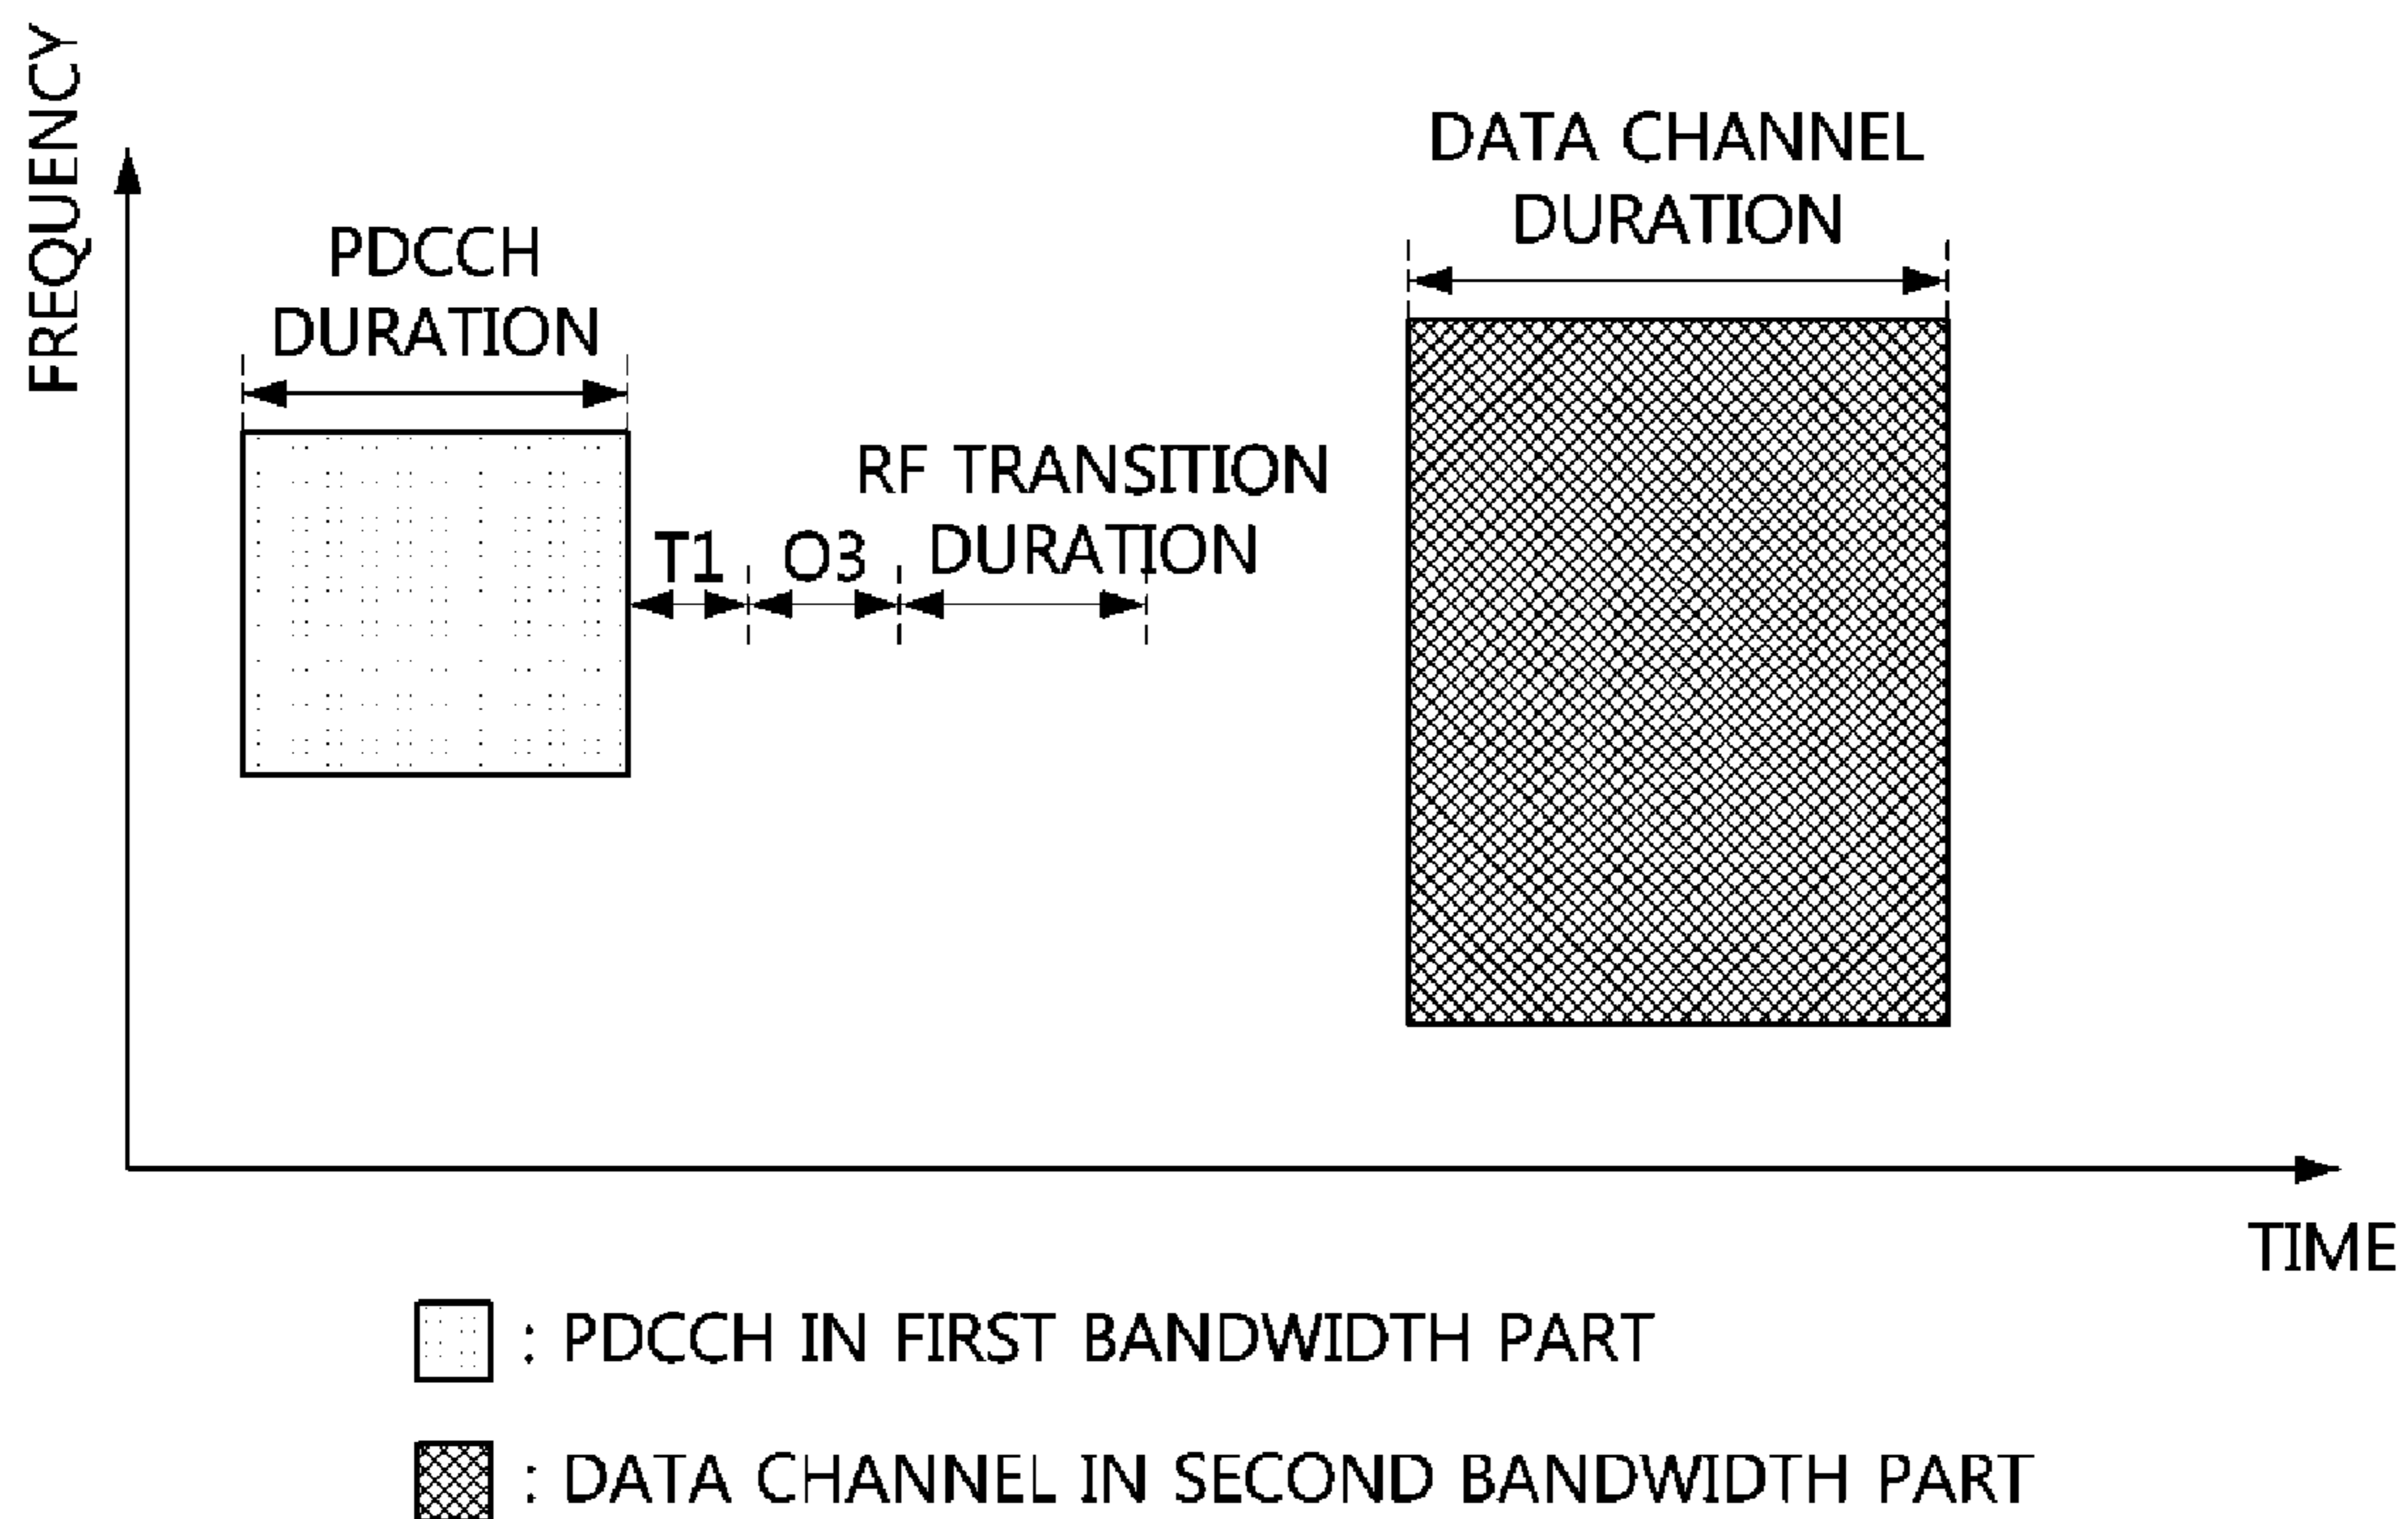 FREQUENCY
DATA CHANNEL
DURATION
PDCCH
DURATION
RF TRANSITION
DURATION
T1
O3
TIME
: PDCCH IN FIRST BANDWIDTH PART
: DATA CHANNEL IN SECOND BANDWIDTH PART